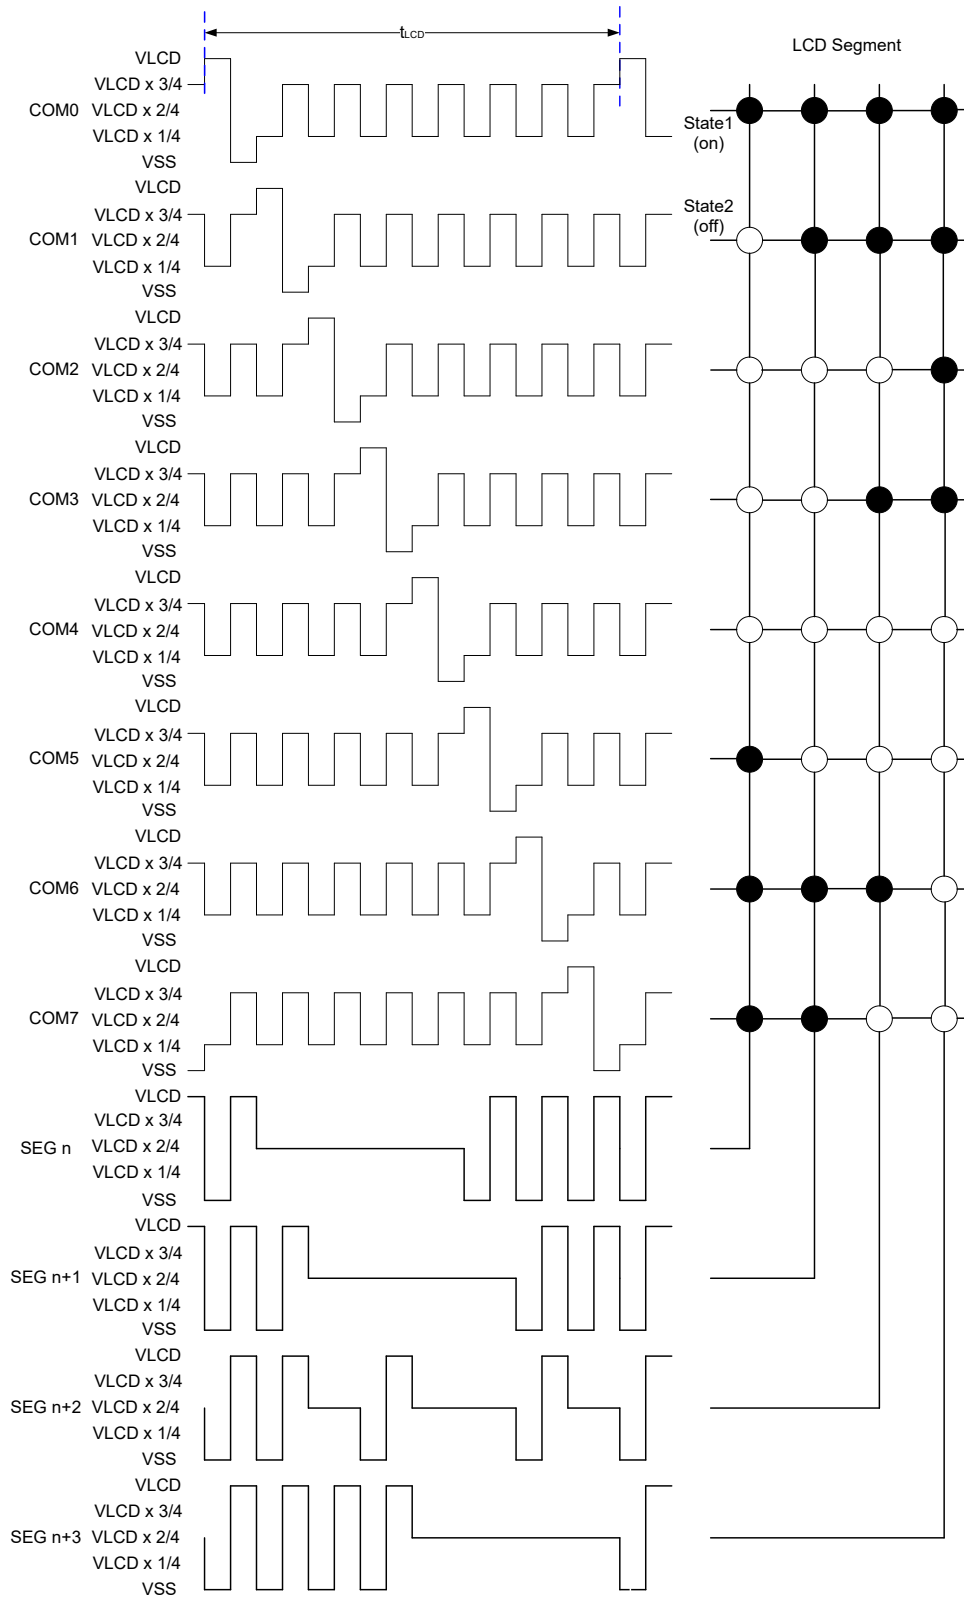 tLCD
LCD Segment
VLCD
VLCD x 3/4
COM0 VLCD x 2/4
VLCD x 1/4
VSS
State1
(on)
VLCD
VLCD x 3/4
COM1 VLCD x 2/4
VLCD x 1/4
VSS
State2
(off)
VLCD
VLCD x 3/4
COM2 VLCD x 2/4
VLCD x 1/4
VSS
VLCD
VLCD x 3/4
COM3 VLCD x 2/4
VLCD x 1/4
VSS
VLCD
VLCD x 3/4
COM4 VLCD x 2/4
VLCD x 1/4
VSS
VLCD
VLCD x 3/4
COM5 VLCD x 2/4
VLCD x 1/4
VSS
VLCD
VLCD x 3/4
COM6 VLCD x 2/4
VLCD x 1/4
VSS
VLCD
VLCD x 3/4
COM7 VLCD x 2/4
VLCD x 1/4
VSS
VLCD
VLCD x 3/4
SEG n VLCD x 2/4
VLCD x 1/4
VSS
VLCD
VLCD x 3/4
SEG n+1 VLCD x 2/4
VLCD x 1/4
VSS
VLCD
VLCD x 3/4
SEG n+2 VLCD x 2/4
VLCD x 1/4
VSS
VLCD
VLCD x 3/4
SEG n+3 VLCD x 2/4
VLCD x 1/4
VSS